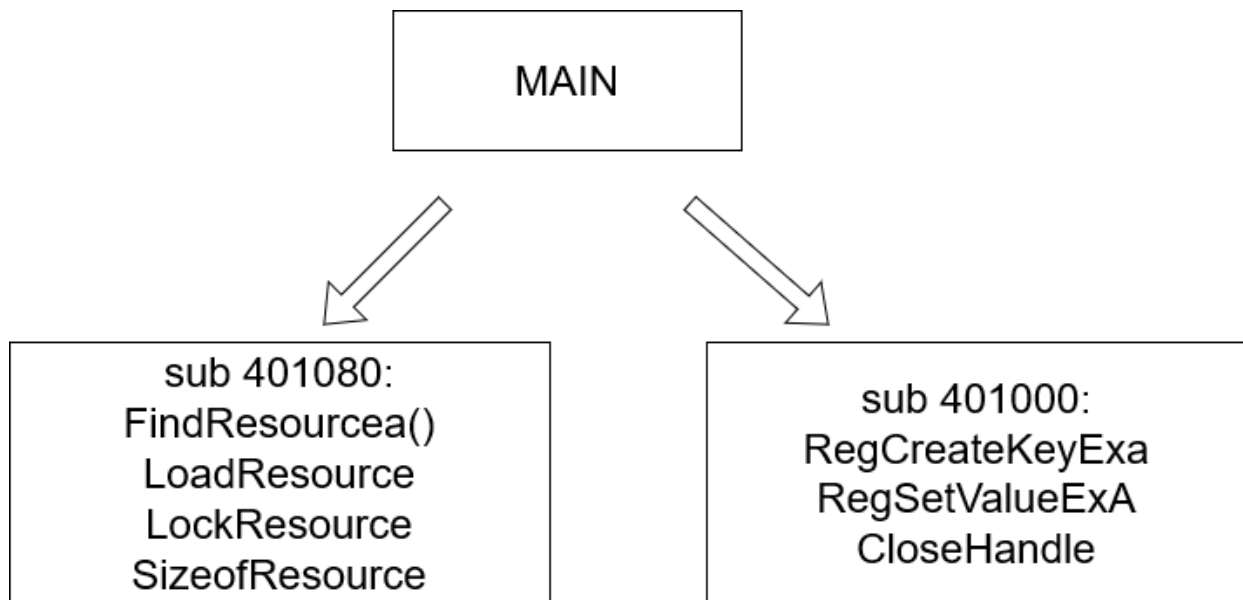 MAIN
sub 401080:
FindResourcea()
LoadResource
LockResource
SizeofResource
sub 401000:
RegCreateKeyExa
RegSetValueExA
CloseHandle